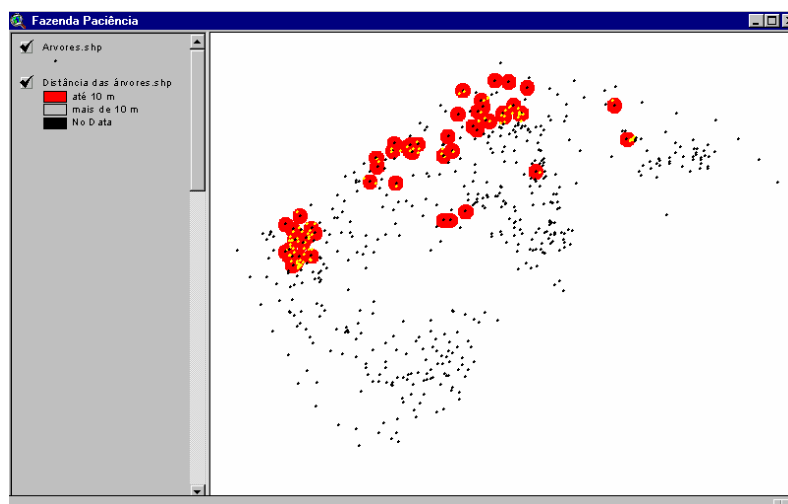 Fazenda Paciência
Arvores.shp
Distância das árvores.shp
até 10 m
mais de 10 m
No Data